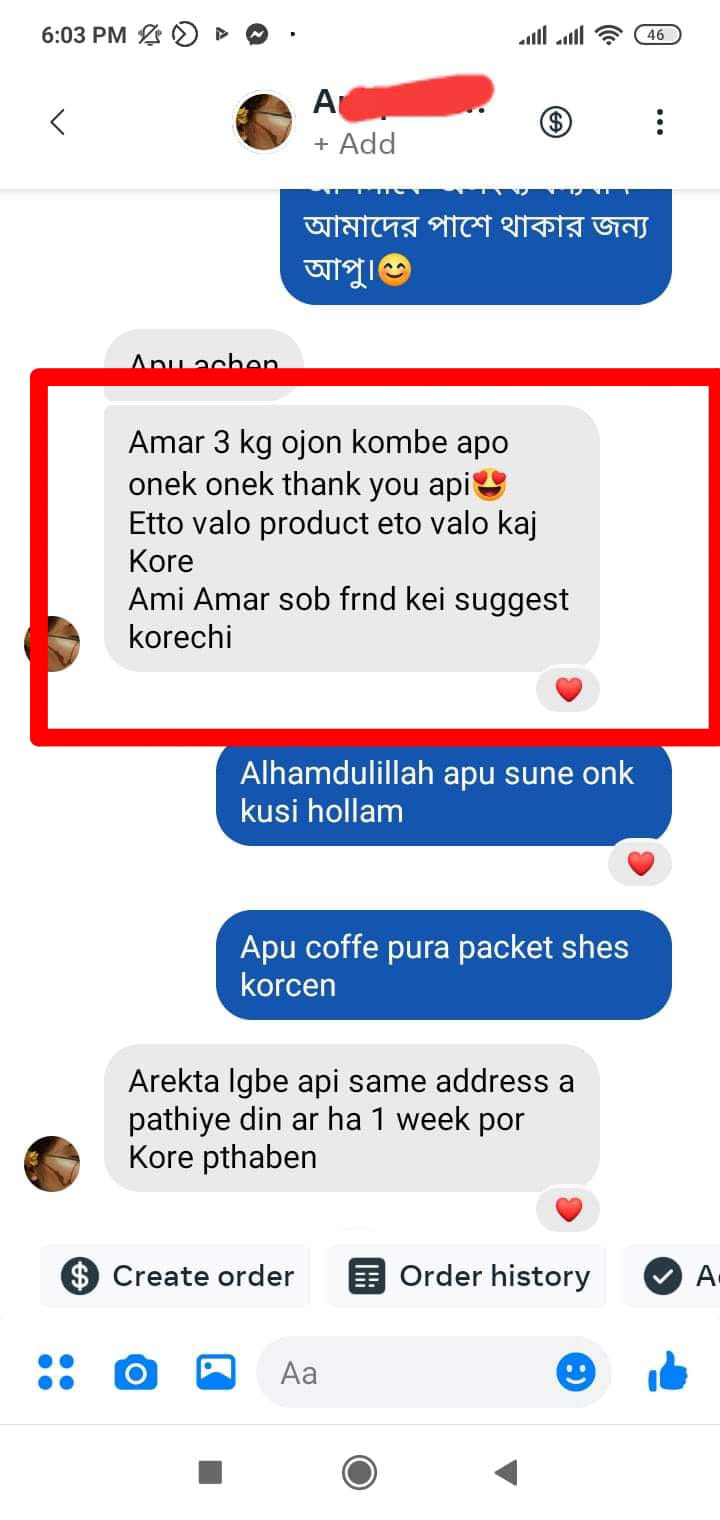 6:03 PM
46
+ Add
আমাদের পাশে থাকার জন্য
আপু।😊
Apu achen
Amar 3 kg ojon kombe apo
onek onek thank you api😍
Etto valo product eto valo kaj
Kore
Ami Amar sob frnd kei suggest
korechi
Alhamdulillah apu sune onk
kusi hollam
Apu coffe pura packet shes
korcen
Arekta lgbe api same address a
pathiye din ar ha 1 week por
Kore pthaben
Create order
Order history
Aa